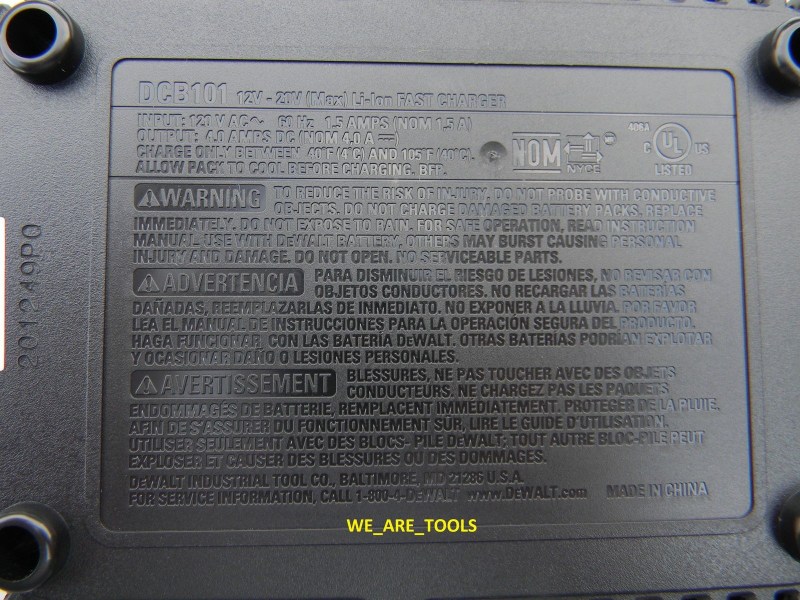 DCB101 12V - 20V (Max) Li-Ion FAST CHARGER
INPUT: 120 V AC∿ 60 Hz 1.5 AMPS (NOM 1.5 A)
OUTPUT: 4.0 AMPS DC (NOM 4.0 A ⎓)
CHARGE ONLY BETWEEN 40°F (4°C) AND 105°F (40°C).
ALLOW PACK TO COOL BEFORE CHARGING. BFP.
NOM
NYCE
406A
C UL US
LISTED
⚠WARNING TO REDUCE THE RISK OF INJURY, DO NOT PROBE WITH CONDUCTIVE
OBJECTS. DO NOT CHARGE DAMAGED BATTERY PACKS. REPLACE
IMMEDIATELY. DO NOT EXPOSE TO RAIN. FOR SAFE OPERATION, READ INSTRUCTION
MANUAL. USE WITH DEWALT BATTERY, OTHERS MAY BURST CAUSING PERSONAL
INJURY AND DAMAGE. DO NOT OPEN. NO SERVICEABLE PARTS.
⚠ADVERTENCIA PARA DISMINUIR EL RIESGO DE LESIONES, NO REVISAR CON
OBJETOS CONDUCTORES. NO RECARGAR LAS BATERÍAS
DAÑADAS, REEMPLAZARLAS DE INMEDIATO. NO EXPONER A LA LLUVIA. POR FAVOR
LEA EL MANUAL DE INSTRUCCIONES PARA LA OPERACIÓN SEGURA DEL PRODUCTO.
HAGA FUNCIONAR CON LAS BATERÍA DEWALT. OTRAS BATERÍAS PODRÍAN EXPLOTAR
Y OCASIONAR DAÑO O LESIONES PERSONALES.
⚠AVERTISSEMENT BLESSURES, NE PAS TOUCHER AVEC DES OBJETS
CONDUCTEURS. NE CHARGEZ PAS LES PAQUETS
ENDOMMAGÉS DE BATTERIE, REMPLACENT IMMÉDIATEMENT. PROTÉGER DE LA PLUIE.
AFIN DE S'ASSURER DU FONCTIONNEMENT SÛR, LIRE LE GUIDE D'UTILISATION.
UTILISER SEULEMENT AVEC DES BLOCS- PILE DEWALT; TOUT AUTRE BLOC-PILE PEUT
EXPLOSER ET CAUSER DES BLESSURES OU DES DOMMAGES.
DEWALT INDUSTRIAL TOOL CO., BALTIMORE, MD 21286 U.S.A.
FOR SERVICE INFORMATION, CALL 1-800-4-DEWALT www.DEWALT.com MADE IN CHINA
201249P0
WE_ARE_TOOLS